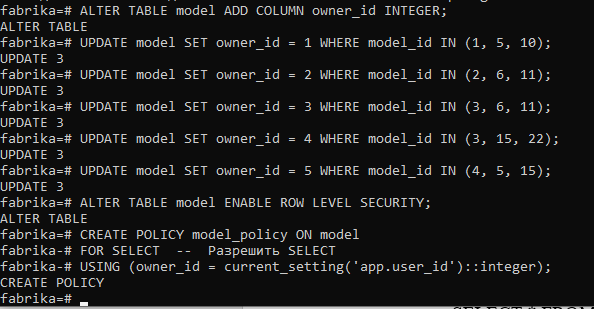 fabrika=# ALTER TABLE model ADD COLUMN owner_id INTEGER;
ALTER TABLE
fabrika=# UPDATE model SET owner_id = 1 WHERE model_id IN (1, 5, 10);
UPDATE 3
fabrika=# UPDATE model SET owner_id = 2 WHERE model_id IN (2, 6, 11);
UPDATE 3
fabrika=# UPDATE model SET owner_id = 3 WHERE model_id IN (3, 6, 11);
UPDATE 3
fabrika=# UPDATE model SET owner_id = 4 WHERE model_id IN (3, 15, 22);
UPDATE 3
fabrika=# UPDATE model SET owner_id = 5 WHERE model_id IN (4, 5, 15);
UPDATE 3
fabrika=# ALTER TABLE model ENABLE ROW LEVEL SECURITY;
ALTER TABLE
fabrika=# CREATE POLICY model_policy ON model
fabrika-# FOR SELECT  --  Разрешить SELECT
fabrika-# USING (owner_id = current_setting('app.user_id')::integer);
CREATE POLICY
fabrika=#